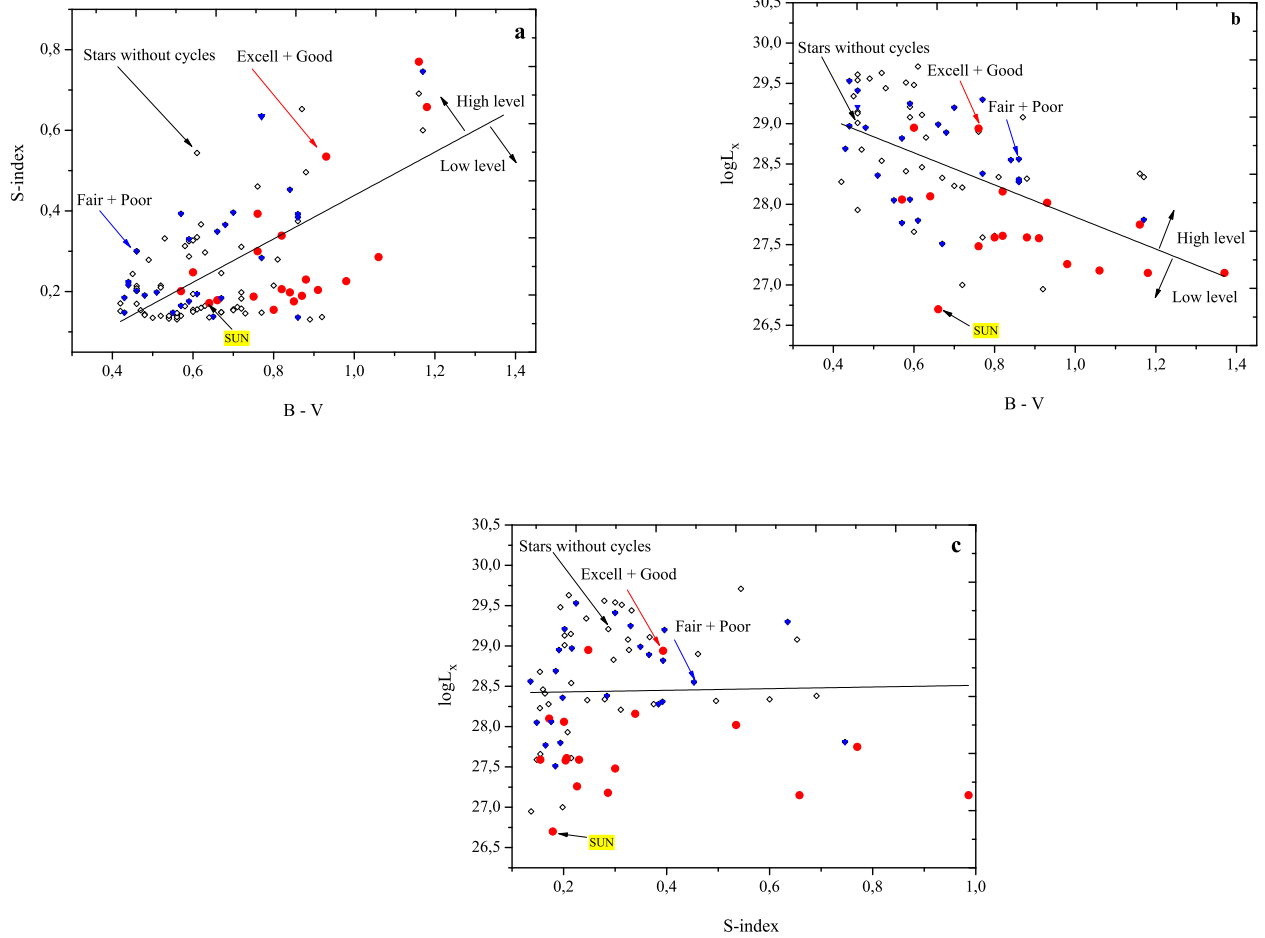 a
Stars without cycles
Excell + Good
High level
Low level
Fair + Poor
SUN
S-index
0,8
0,6
0,4
0,2
0,4 0,6 0,8 1,0 1,2 1,4
B - V
b
Stars without cycles
Excell + Good
Fair + Poor
High level
Low level
SUN
logLx
30,5
30,0
29,5
29,0
28,5
28,0
27,5
27,0
26,5
0,4 0,6 0,8 1,0 1,2 1,4
B - V
c
Stars without cycles
Excell + Good
Fair + Poor
SUN
logLx
30,5
30,0
29,5
29,0
28,5
28,0
27,5
27,0
26,5
0,2 0,4 0,6 0,8 1,0
S-index